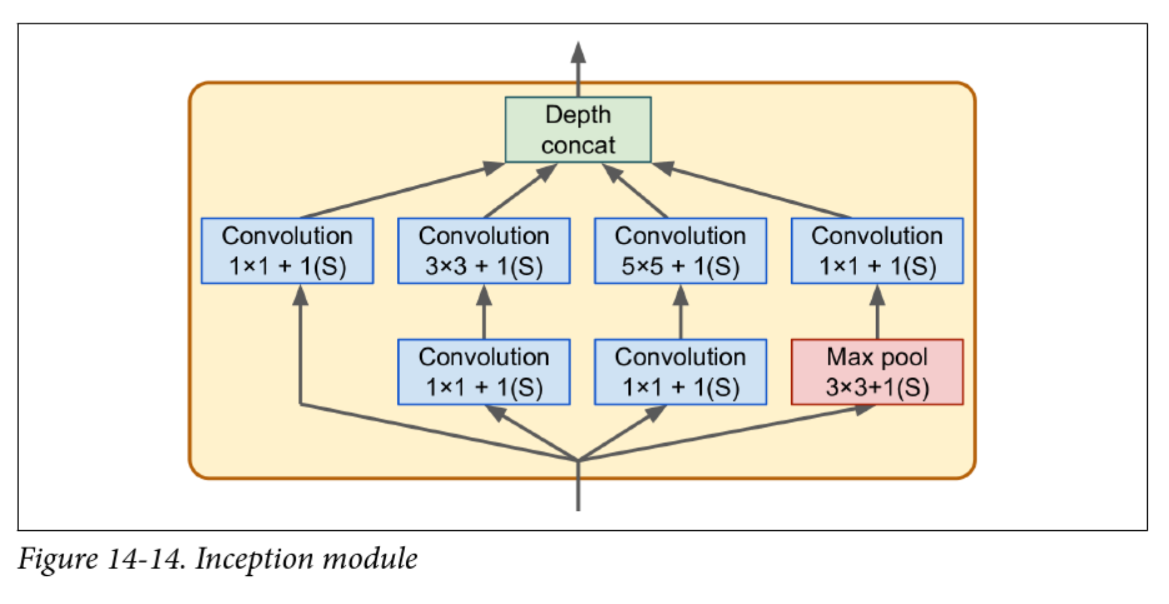 Depth
concat
Convolution
1×1 + 1(S)
Convolution
3×3 + 1(S)
Convolution
5×5 + 1(S)
Convolution
1×1 + 1(S)
Convolution
1×1 + 1(S)
Convolution
1×1 + 1(S)
Max pool
3×3+1(S)
Figure 14-14. Inception module